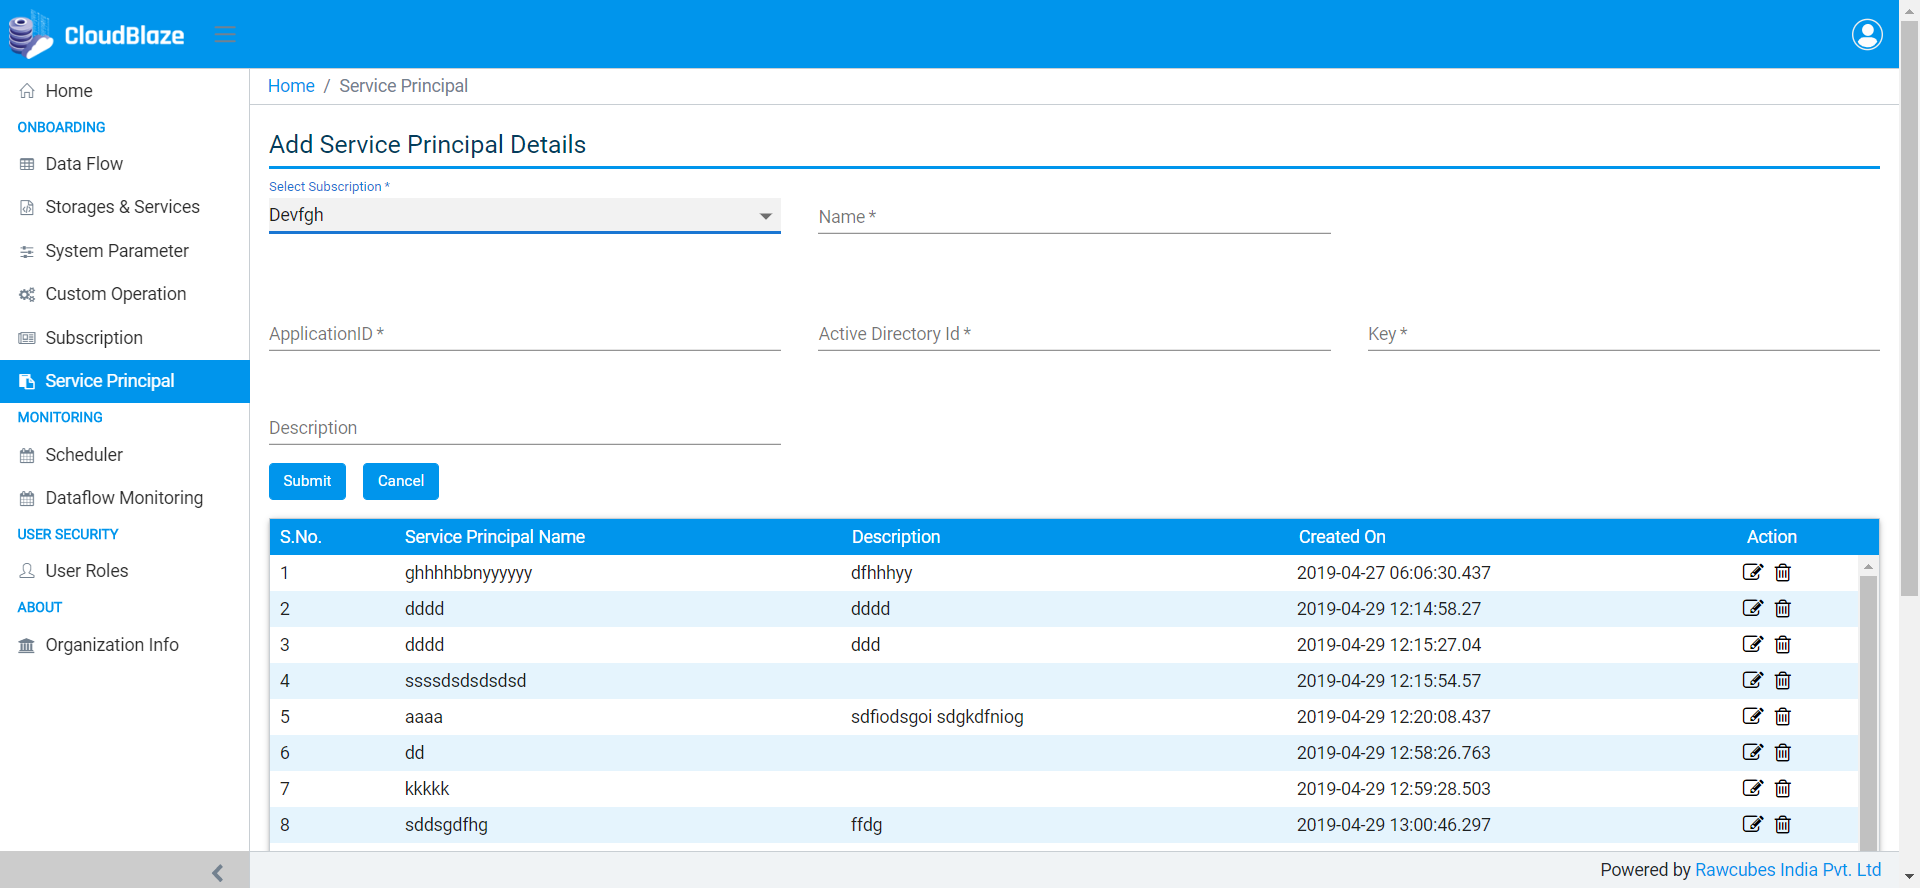 CloudBlaze
Home
ONBOARDING
Data Flow
Storages & Services
System Parameter
Custom Operation
Subscription
Service Principal
MONITORING
Scheduler
Dataflow Monitoring
USER SECURITY
User Roles
ABOUT
Organization Info
Home / Service Principal
Add Service Principal Details
Select Subscription *
Devfgh
Name *
ApplicationID * Active Directory Id * Key *
Description
Submit Cancel
S.No. Service Principal Name Description Created On Action
1 ghhhhbbnyyyyyy dfhhhyy 2019-04-27 06:06:30.437
2 dddd dddd 2019-04-29 12:14:58.27
3 dddd ddd 2019-04-29 12:15:27.04
4 ssssdsdsdsdsd 2019-04-29 12:15:54.57
5 aaaa sdfiodsgoi sdgkdfniog 2019-04-29 12:20:08.437
6 dd 2019-04-29 12:58:26.763
7 kkkkk 2019-04-29 12:59:28.503
8 sddsgdfhg ffdg 2019-04-29 13:00:46.297
Powered by Rawcubes India Pvt. Ltd